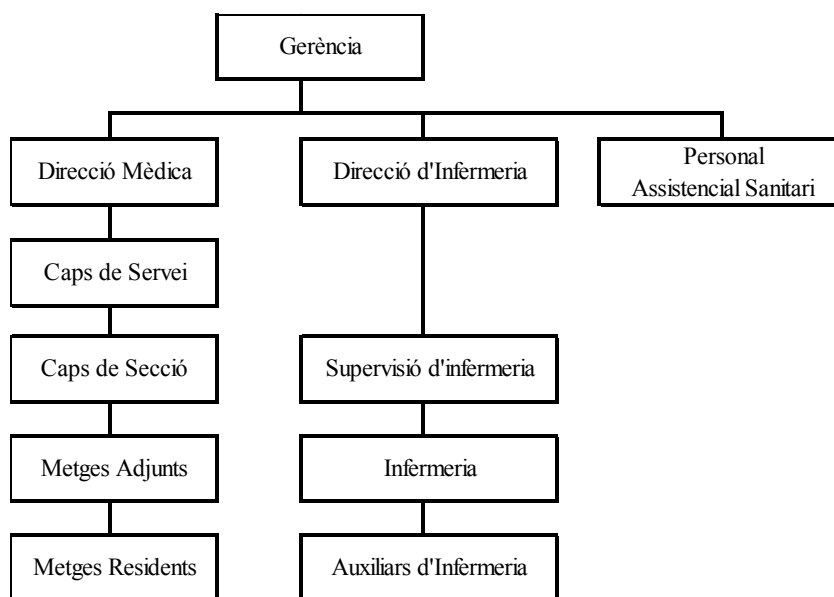 Gerència
Direcció Mèdica
Direcció d'Infermeria
Personal
Assistencial Sanitari
Caps de Servei
Caps de Secció
Supervisió d'infermeria
Metges Adjunts
Infermeria
Metges Residents
Auxiliars d'Infermeria